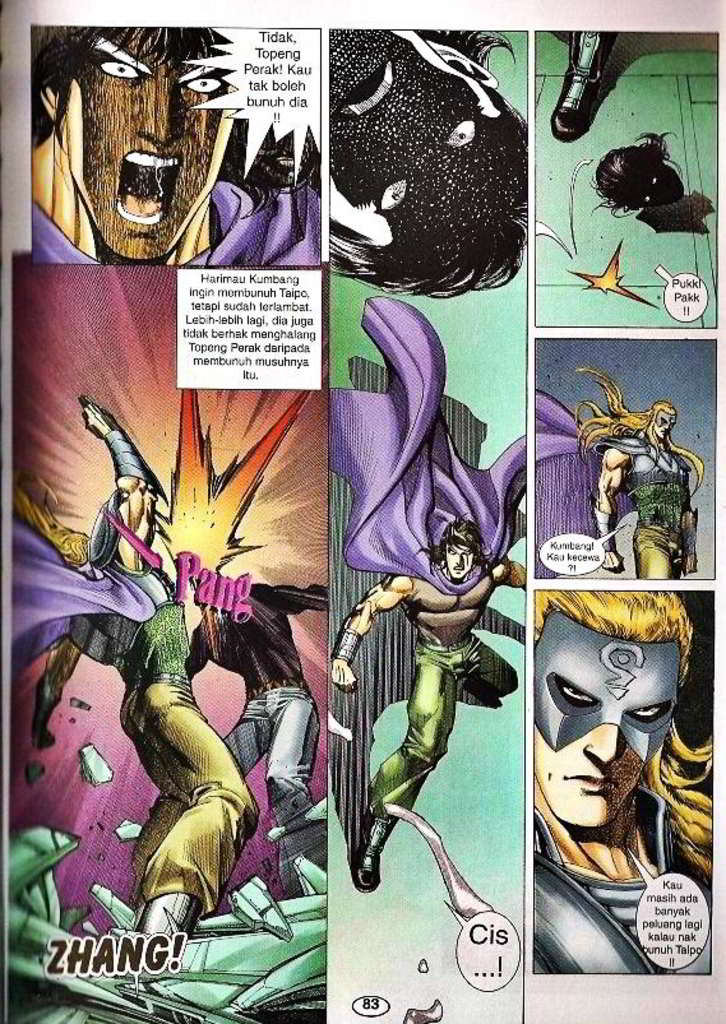 Tidak,
Topeng
Perak! Kau
tak boleh
bunuh dia
!!
Harimau Kumbang
ingin membunuh Taipo,
tetapi sudah terlambat.
Lebih-lebih lagi, dia juga
tidak berhak menghalang
Topeng Perak daripada
membunuh musuhnya
itu.
Pang
ZHANG!
Cis
...!
83
Pukk!
Pakk
!!
Kumbang!
Kau kecewa
?!
Kau
masih ada
banyak
peluang lagi
kalau nak
bunuh Taipo
!!